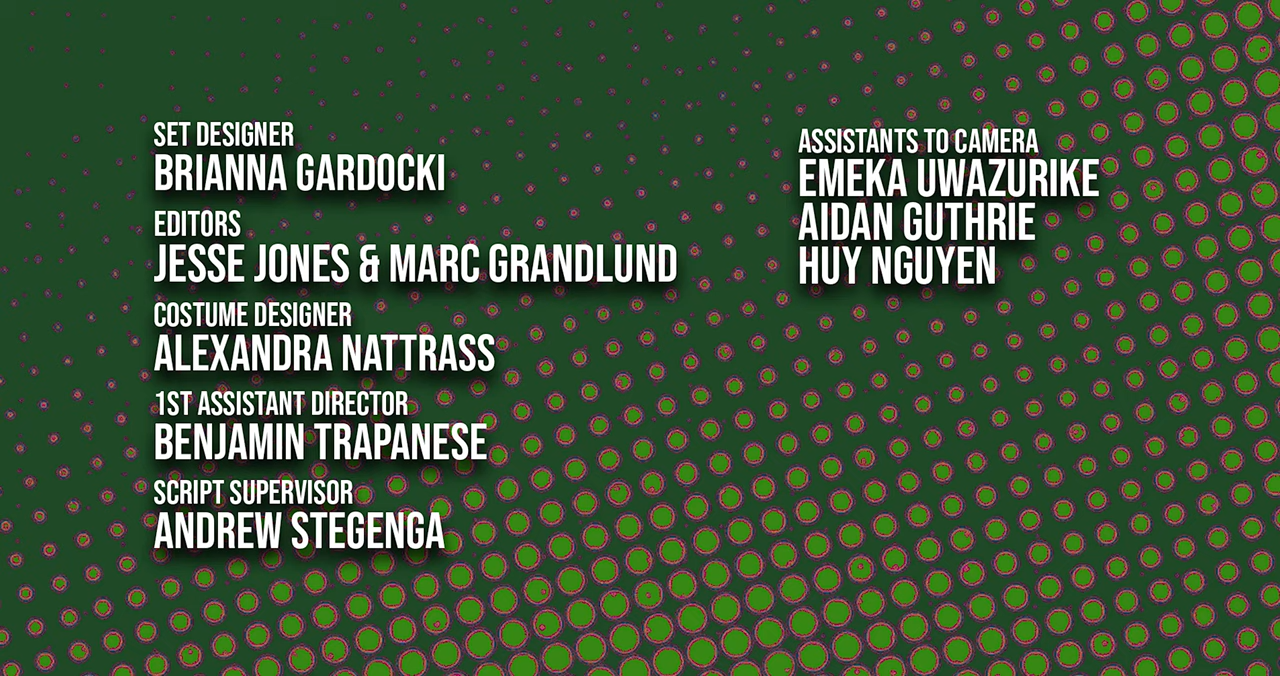 SET DESIGNER
BRIANNA GARDOCKI
EDITORS
JESSE JONES & MARC GRANDLUND
COSTUME DESIGNER
ALEXANDRA NATTRASS
1ST ASSISTANT DIRECTOR
BENJAMIN TRAPANESE
SCRIPT SUPERVISOR
ANDREW STEGENGA
ASSISTANTS TO CAMERA
EMEKA UWAZURIKE
AIDAN GUTHRIE
HUY NGUYEN